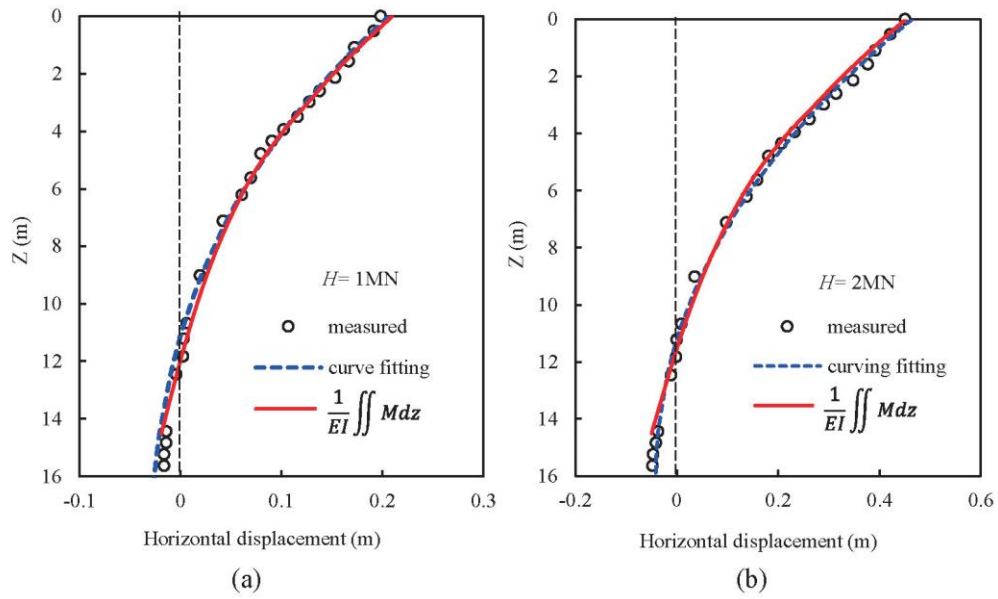 0
2
4
6
8
10
12
14
16
Z (m)
H= 1MN
measured
curve fitting
1/EI ∬ Mdz
-0.1
0
0.1
0.2
0.3
Horizontal displacement (m)
(a)
0
2
4
6
8
10
12
14
16
Z (m)
H= 2MN
measured
curving fitting
1/EI ∬ Mdz
-0.2
0
0.2
0.4
0.6
Horizontal displacement (m)
(b)